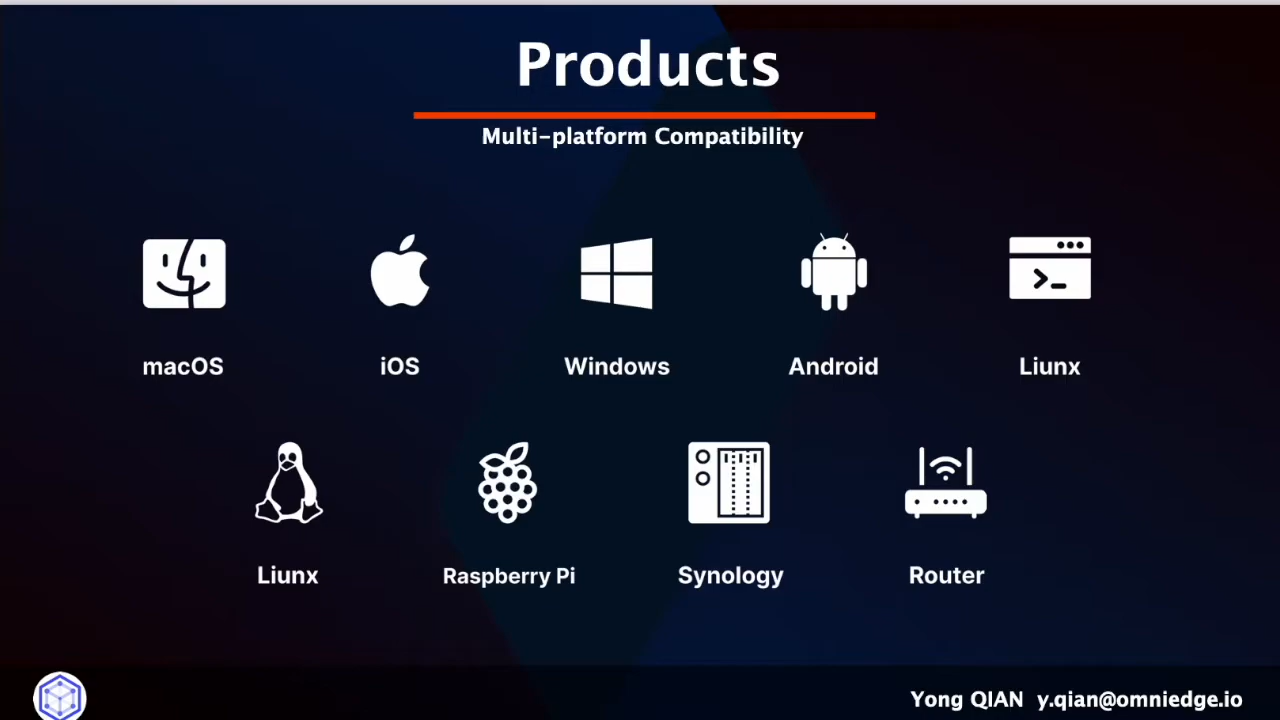 Products
Multi-platform Compatibility
macOS
iOS
Windows
Android
Liunx
Liunx
Raspberry Pi
Synology
Router
Yong QIAN y.qian@omniedge.io